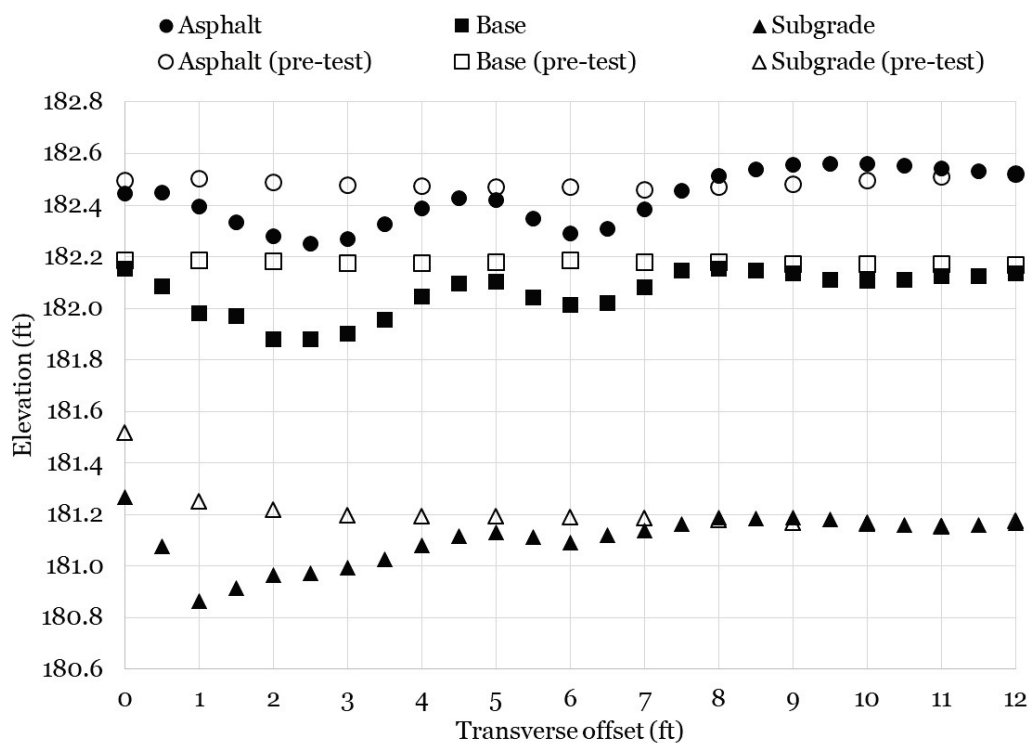 Asphalt Base Subgrade
Asphalt (pre-test) Base (pre-test) Subgrade (pre-test)
182.8
182.6
182.4
182.2
182.0
181.8
181.6
181.4
181.2
181.0
180.8
180.6
Elevation (ft)
0 1 2 3 4 5 6 7 8 9 10 11 12
Transverse offset (ft)